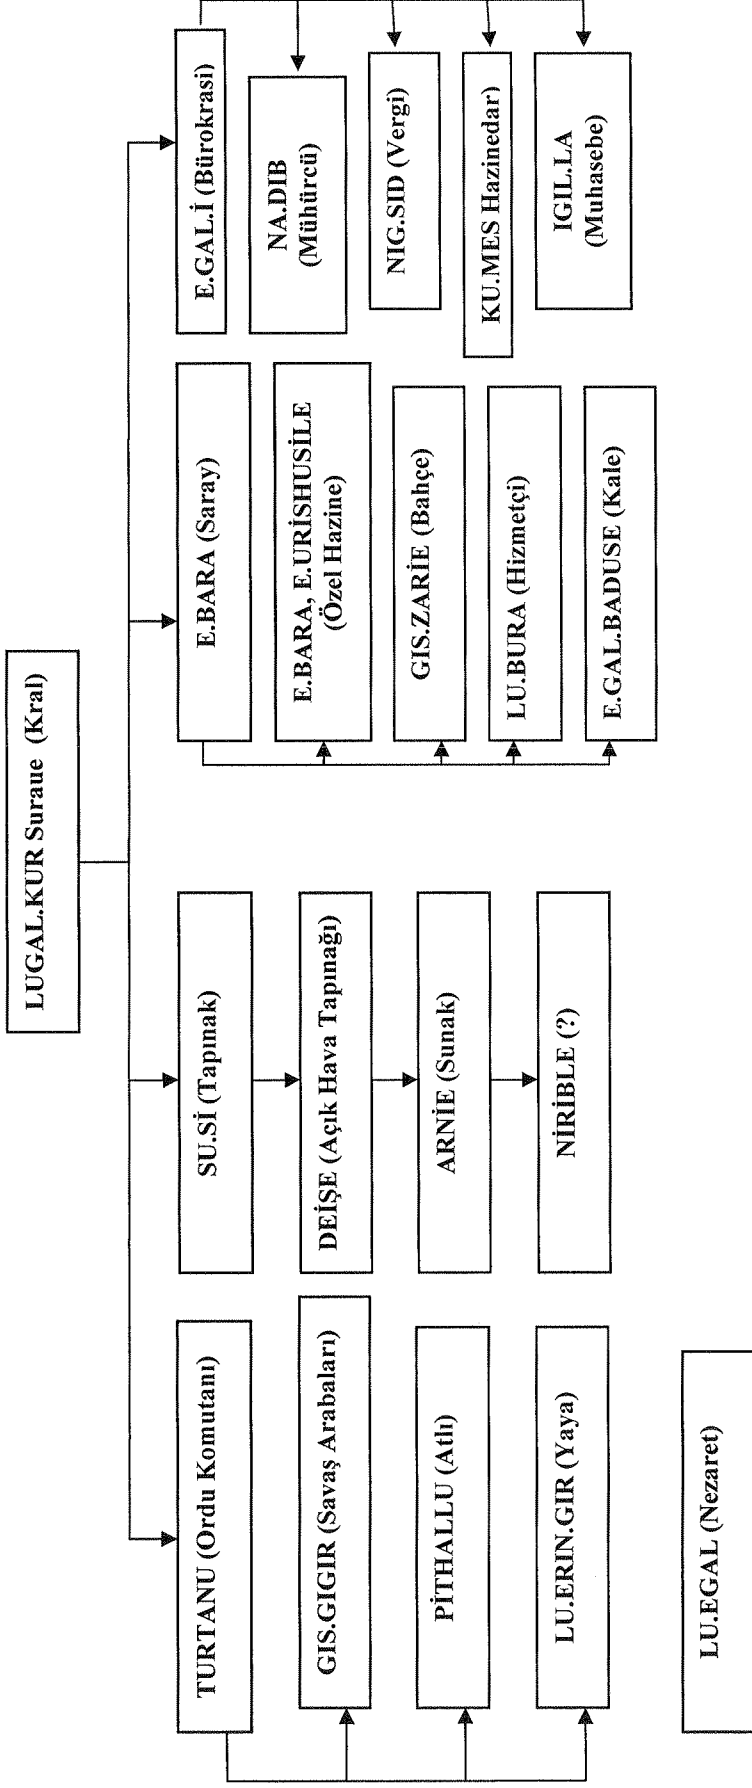 LUGAL.KUR Suraue (Kral)
TURTANU (Ordu Komutanı)
GIS.GIGIR (Savaş Arabaları)
PİTHALLU (Atlı)
LU.ERIN.GIR (Yaya)
LU.EGAL (Nezaret)
SU.Sİ (Tapınak)
DEİŞE (Açık Hava Tapınağı)
ARNİE (Sunak)
NİRİBLE (?)
E.BARA (Saray)
E.BARA, E.URİSHUSİLE
(Özel Hazine)
GIS.ZARİE (Bahçe)
LU.BURA (Hizmetçi)
E.GAL.BADUSE (Kale)
E.GAL.İ (Bürokrasi)
NA.DIB
(Mühürcü)
NIG.SID (Vergi)
KU.MES Hazinedar)
IGIL.LA
(Muhasebe)